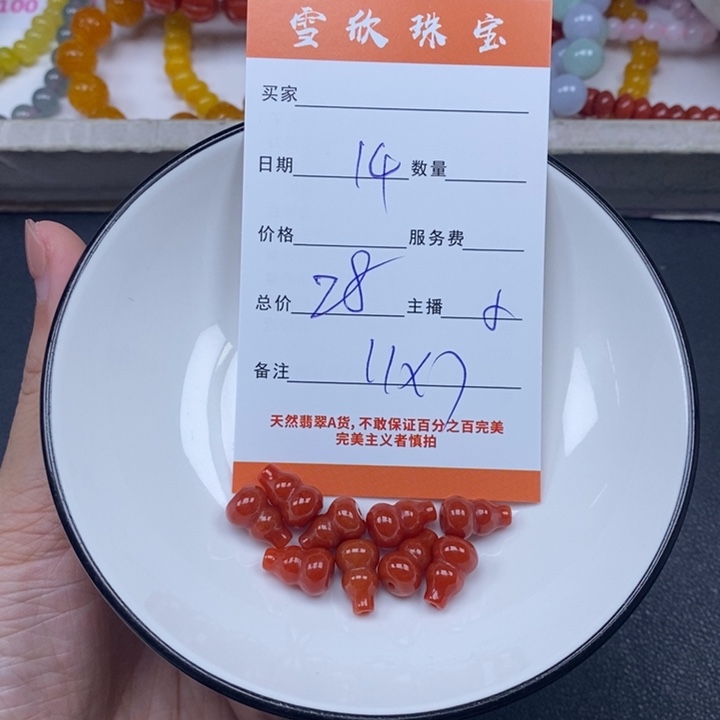 100
雪欣珠宝
买家
日期 14 数量
价格 服务费
总价 28 主播
备注 11x7
天然翡翠A货,不敢保证百分之百完美
完美主义者慎拍